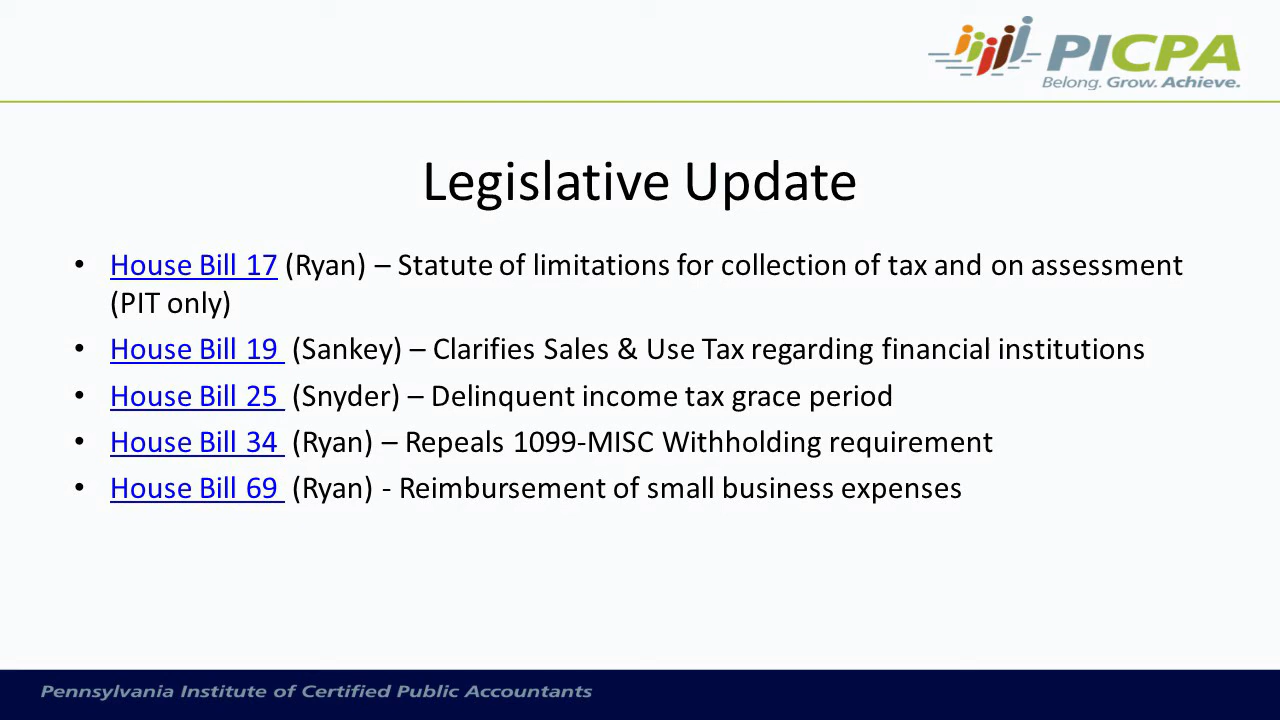 PICPA
Belong. Grow. Achieve.
Legislative Update
• House Bill 17 (Ryan) – Statute of limitations for collection of tax and on assessment
(PIT only)
• House Bill 19 (Sankey) – Clarifies Sales & Use Tax regarding financial institutions
• House Bill 25 (Snyder) – Delinquent income tax grace period
• House Bill 34 (Ryan) – Repeals 1099-MISC Withholding requirement
• House Bill 69 (Ryan) - Reimbursement of small business expenses
Pennsylvania Institute of Certified Public Accountants